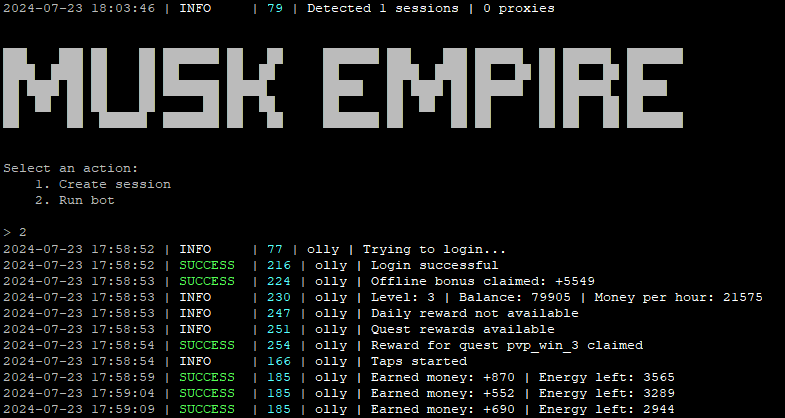 2024-07-23 18:03:46 | INFO | 79 | Detected 1 sessions | 0 proxies
MUSK EMPIRE
Select an action:
1. Create session
2. Run bot
> 2
2024-07-23 17:58:52 | INFO | 77 | olly | Trying to login...
2024-07-23 17:58:52 | SUCCESS | 216 | olly | Login successful
2024-07-23 17:58:53 | SUCCESS | 224 | olly | Offline bonus claimed: +5549
2024-07-23 17:58:53 | INFO | 230 | olly | Level: 3 | Balance: 79905 | Money per hour: 21575
2024-07-23 17:58:53 | INFO | 247 | olly | Daily reward not available
2024-07-23 17:58:53 | INFO | 251 | olly | Quest rewards available
2024-07-23 17:58:54 | SUCCESS | 254 | olly | Reward for quest pvp_win_3 claimed
2024-07-23 17:58:54 | INFO | 166 | olly | Taps started
2024-07-23 17:58:59 | SUCCESS | 185 | olly | Earned money: +870 | Energy left: 3565
2024-07-23 17:59:04 | SUCCESS | 185 | olly | Earned money: +552 | Energy left: 3289
2024-07-23 17:59:09 | SUCCESS | 185 | olly | Earned money: +690 | Energy left: 2944